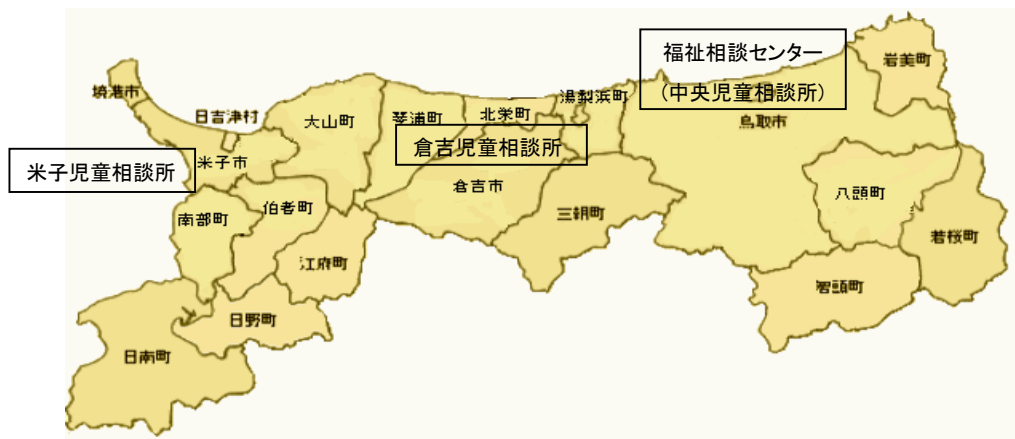 福祉相談センター
（中央児童相談所）
岩美町
境港市
湯梨浜町
日吉津村
大山町
琴浦町
北栄町
鳥取市
倉吉児童相談所
米子市
米子児童相談所
倉吉市
八頭町
伯耆町
南部町
三朝町
若桜町
江府町
智頭町
日野町
日南町